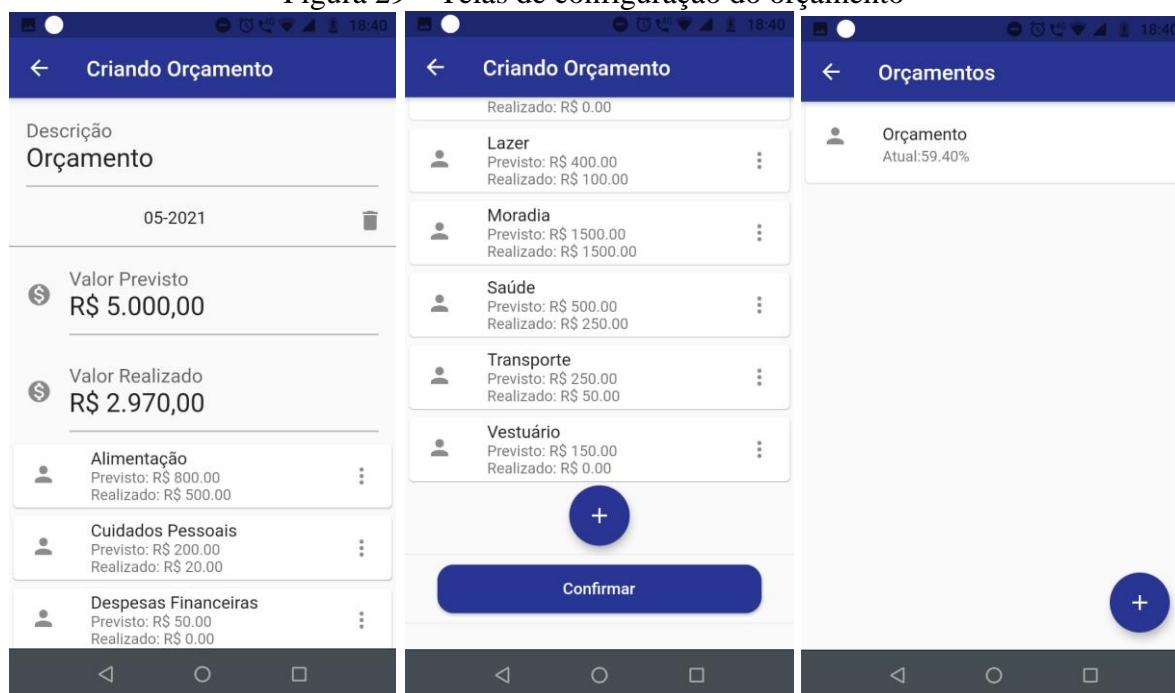 Figura 29 – Telas de configuração do orçamento
18:40
Criando Orçamento
Descrição
Orçamento
05-2021
Valor Previsto
R$ 5.000,00
Valor Realizado
R$ 2.970,00
Alimentação
Previsto: R$ 800.00
Realizado: R$ 500.00
Cuidados Pessoais
Previsto: R$ 200.00
Realizado: R$ 20.00
Despesas Financeiras
Previsto: R$ 50.00
Realizado: R$ 0.00
18:40
Criando Orçamento
Realizado: R$ 0.00
Lazer
Previsto: R$ 400.00
Realizado: R$ 100.00
Moradia
Previsto: R$ 1500.00
Realizado: R$ 1500.00
Saúde
Previsto: R$ 500.00
Realizado: R$ 250.00
Transporte
Previsto: R$ 250.00
Realizado: R$ 50.00
Vestuário
Previsto: R$ 150.00
Realizado: R$ 0.00
+
Confirmar
18:40
Orçamentos
Orçamento
Atual:59.40%
+